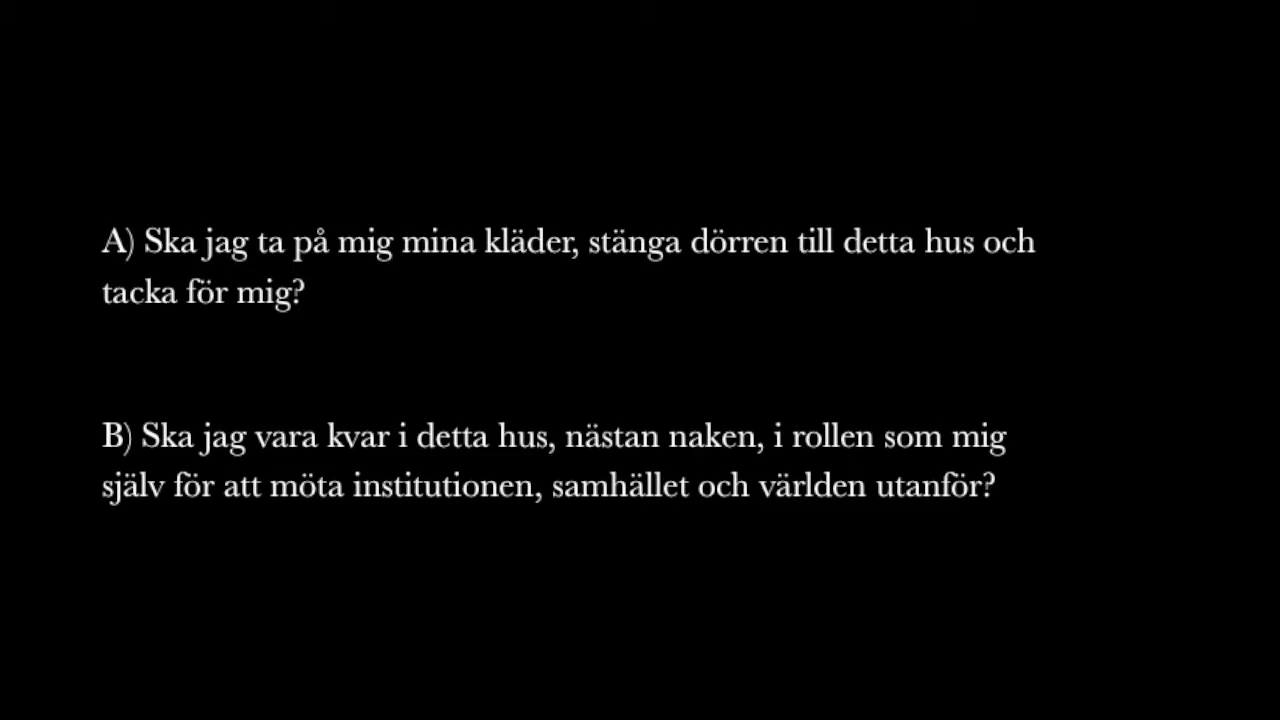 A) Ska jag ta på mig mina kläder, stänga dörren till detta hus och
tacka för mig?
B) Ska jag vara kvar i detta hus, nästan naken, i rollen som mig
själv för att möta institutionen, samhället och världen utanför?